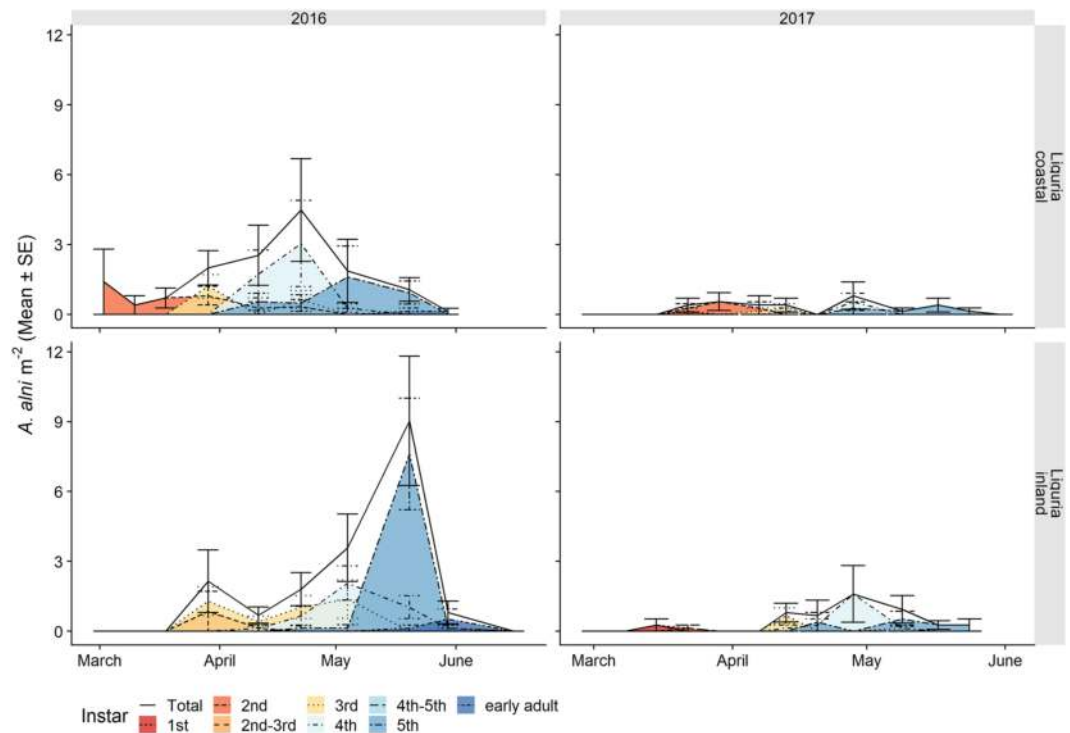 2016 2017
12
9
6
3
0
Liguria
coastal
A. alni m⁻² (Mean ± SE)
12
9
6
3
0
Liguria
inland
March April May June March April May June
Instar
Total 2nd 3rd 4th-5th early adult
1st 2nd-3rd 4th 5th